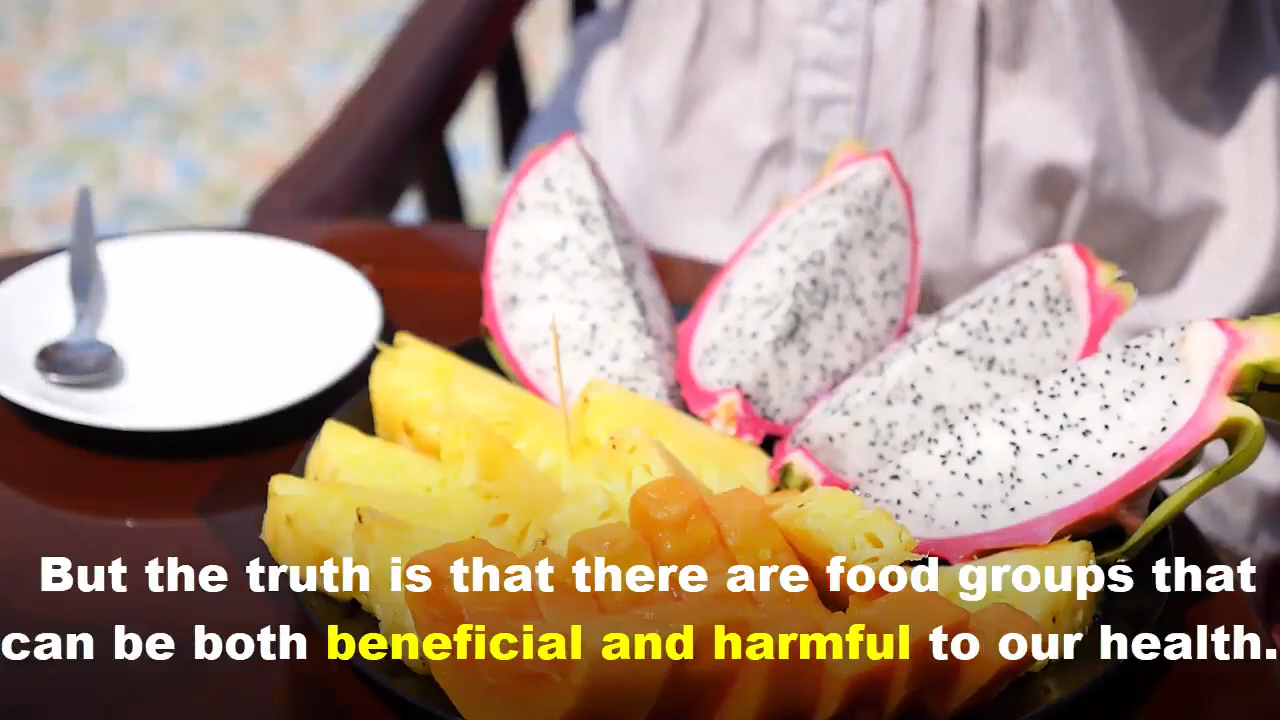 But the truth is that there are food groups that
can be both beneficial and harmful to our health.